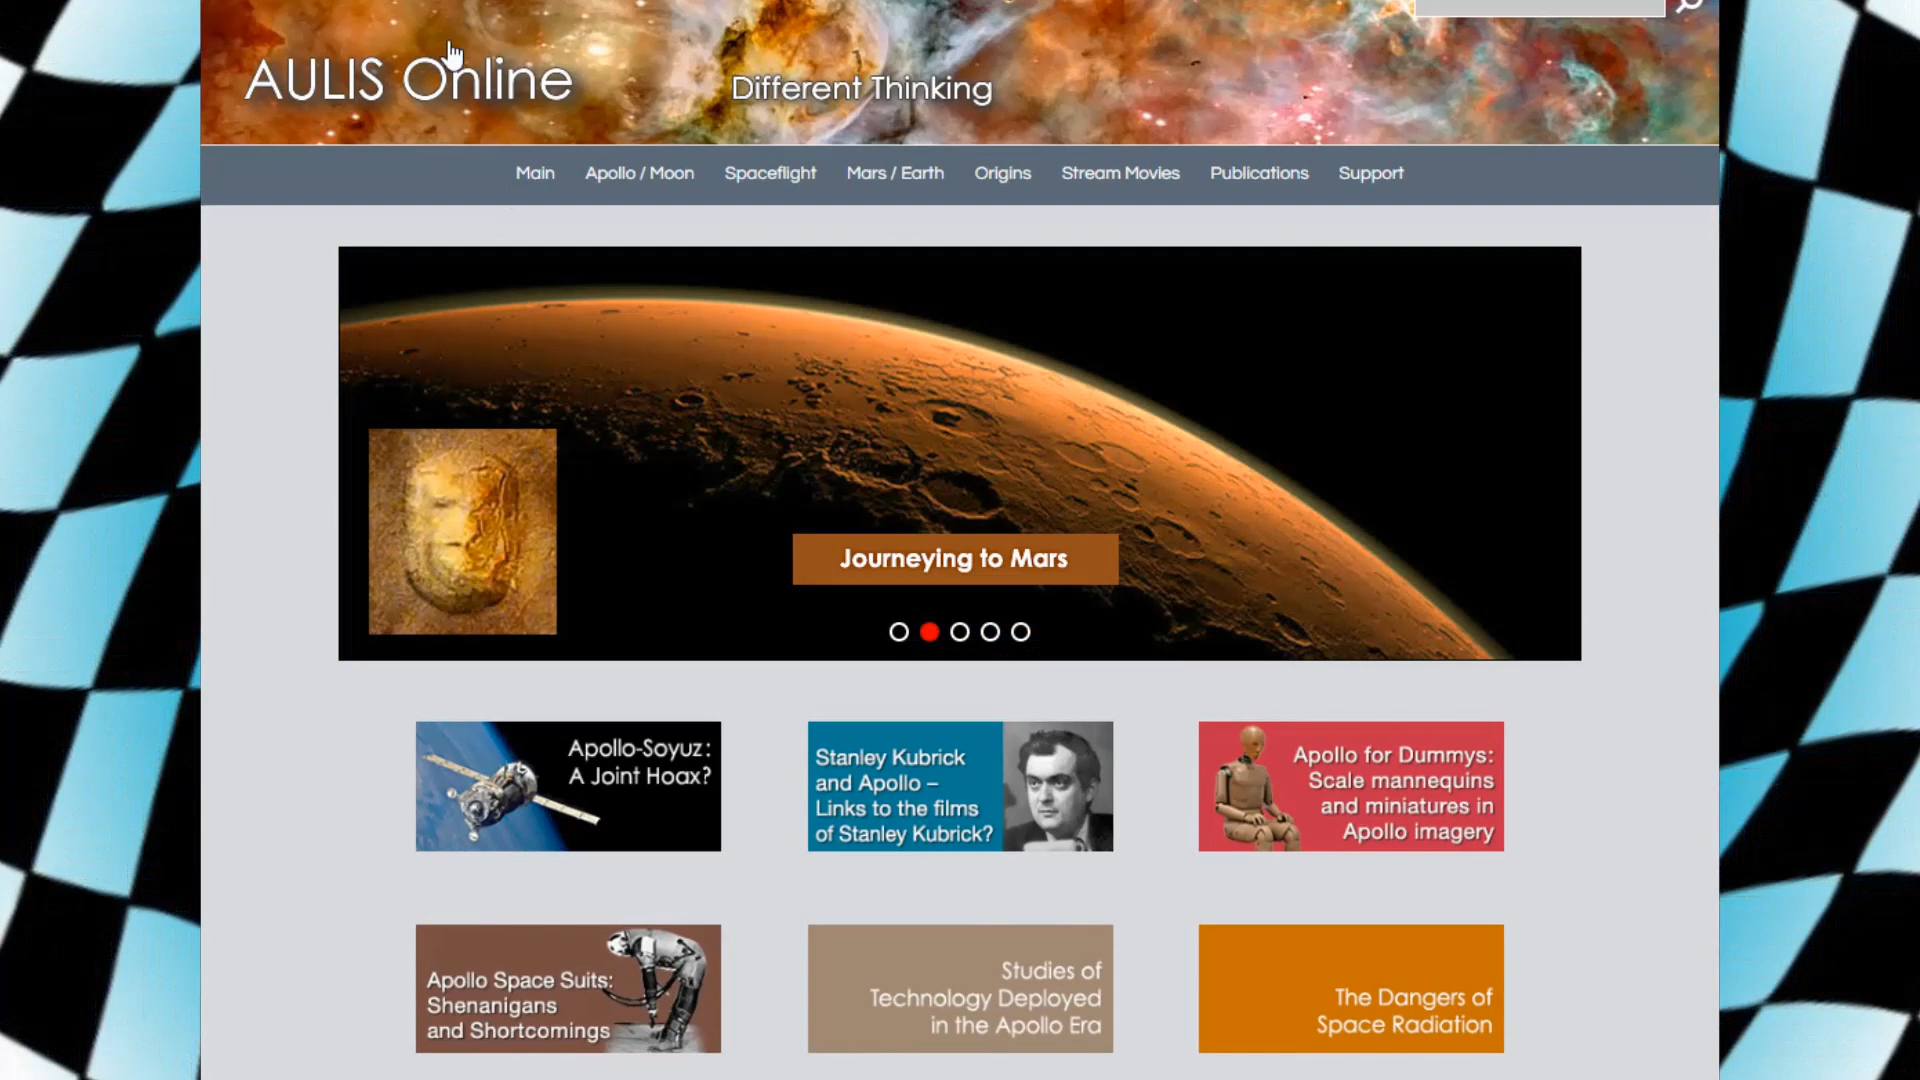 AULIS Online
Different Thinking
Main Apollo / Moon Spaceflight Mars / Earth Origins Stream Movies Publications Support
Journeying to Mars
Apollo-Soyuz:
A Joint Hoax?
Stanley Kubrick
and Apollo –
Links to the films
of Stanley Kubrick?
Apollo for Dummys:
Scale mannequins
and miniatures in
Apollo imagery
Apollo Space Suits:
Shenanigans
and Shortcomings
Studies of
Technology Deployed
in the Apollo Era
The Dangers of
Space Radiation